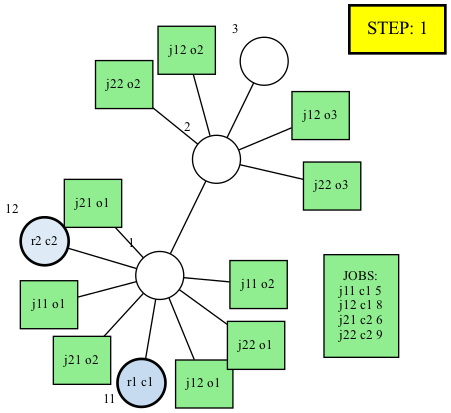 STEP: 1
3
j12 o2
j22 o2
j12 o3
2
j22 o3
j21 o1
12
1
r2 c2
j11 o2
j11 o1
JOBS:
j11 c1 5
j12 c1 8
j21 c2 6
j22 c2 9
j22 o1
j21 o2
r1 c1
j12 o1
11